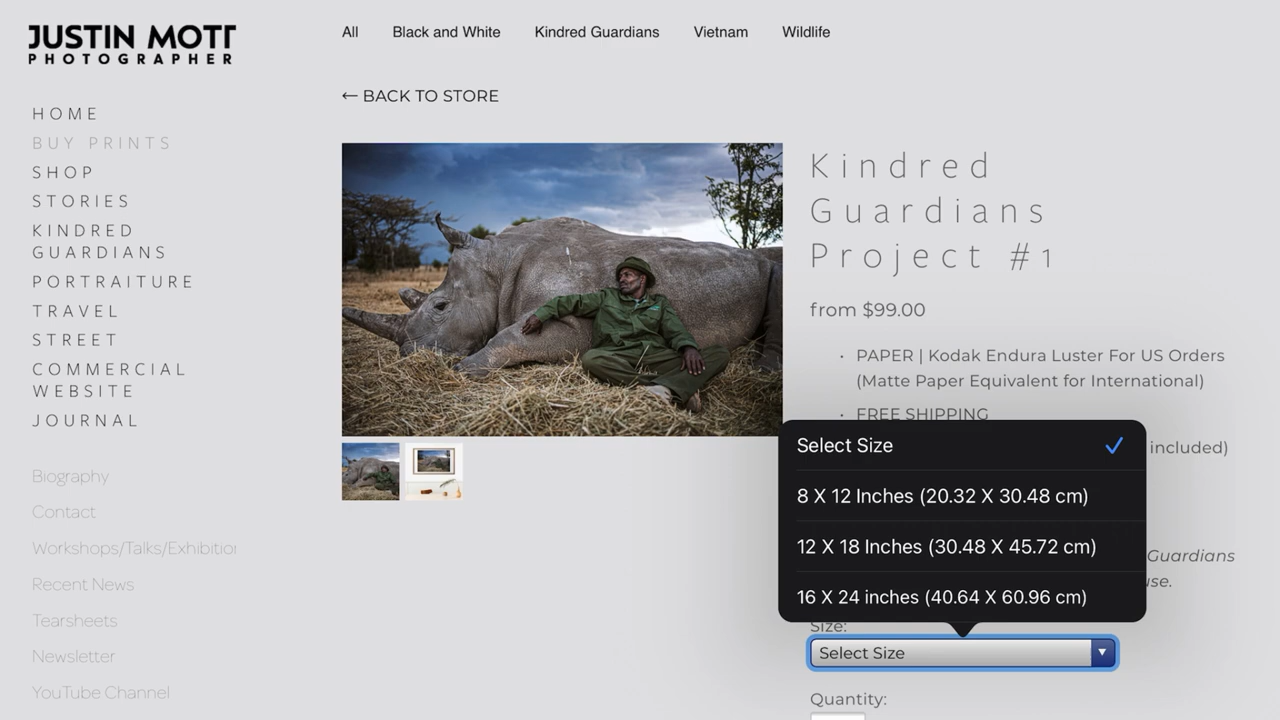 JUSTIN MOTT
PHOTOGRAPHER
HOME
BUY PRINTS
SHOP
STORIES
KINDRED
GUARDIANS
PORTRAITURE
TRAVEL
STREET
COMMERCIAL
WEBSITE
JOURNAL
Biography
Contact
Workshops/Talks/Exhibition
Recent News
Tearsheets
Newsletter
YouTube Channel
All Black and White Kindred Guardians Vietnam Wildlife
← BACK TO STORE
Kindred
Guardians
Project #1
from $99.00
• PAPER | Kodak Endura Luster For US Orders
(Matte Paper Equivalent for International)
• FREE SHIPPING
included)
Guardians
Select Size
8 X 12 Inches (20.32 X 30.48 cm)
12 X 18 Inches (30.48 X 45.72 cm)
16 X 24 inches (40.64 X 60.96 cm)
Size:
Select Size
Quantity: